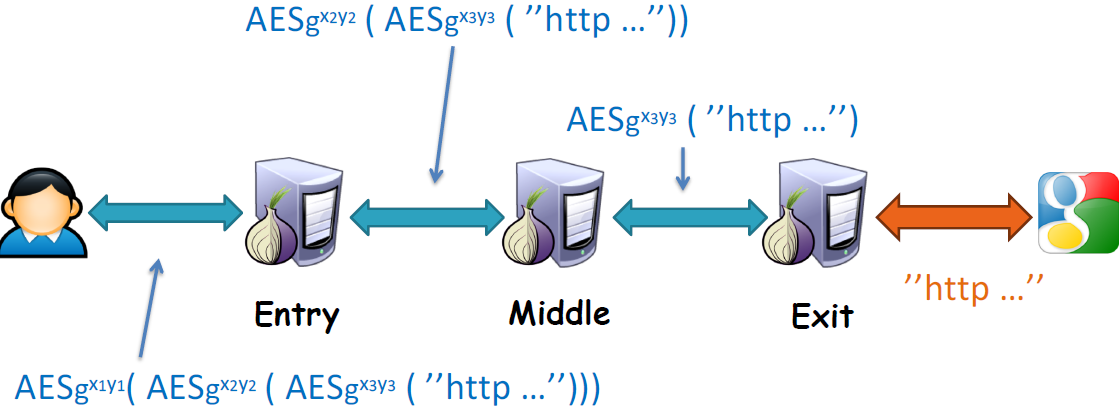 AESgx2y2 ( AESgx3y3 ( ’’http ...’’))
AESgx3y3 ( ’’http ...’’)
’’http ...’’
Entry
Middle
Exit
AESgx1y1( AESgx2y2 ( AESgx3y3 ( ’’http ...’’)))